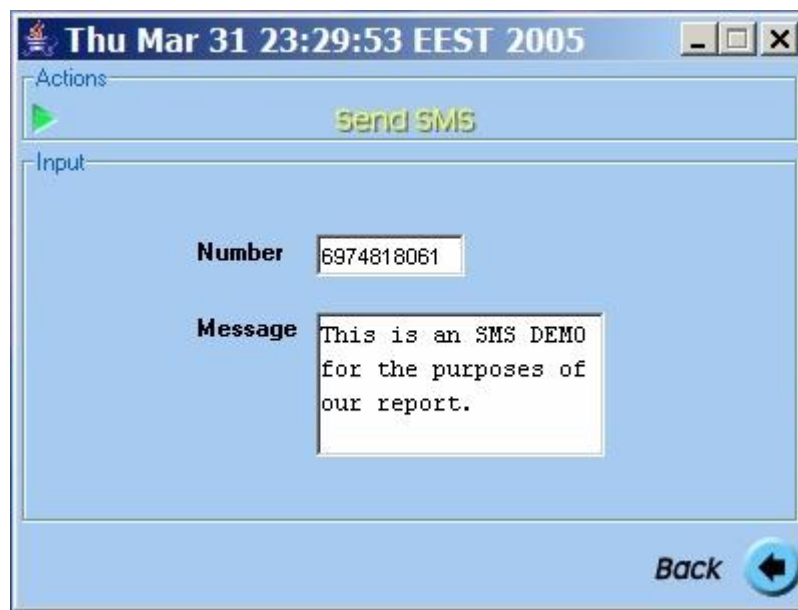 Thu Mar 31 23:29:53 EEST 2005
Actions
Send SMS
Input
Number 6974818061
Message This is an SMS DEMO
for the purposes of
our report.
Back